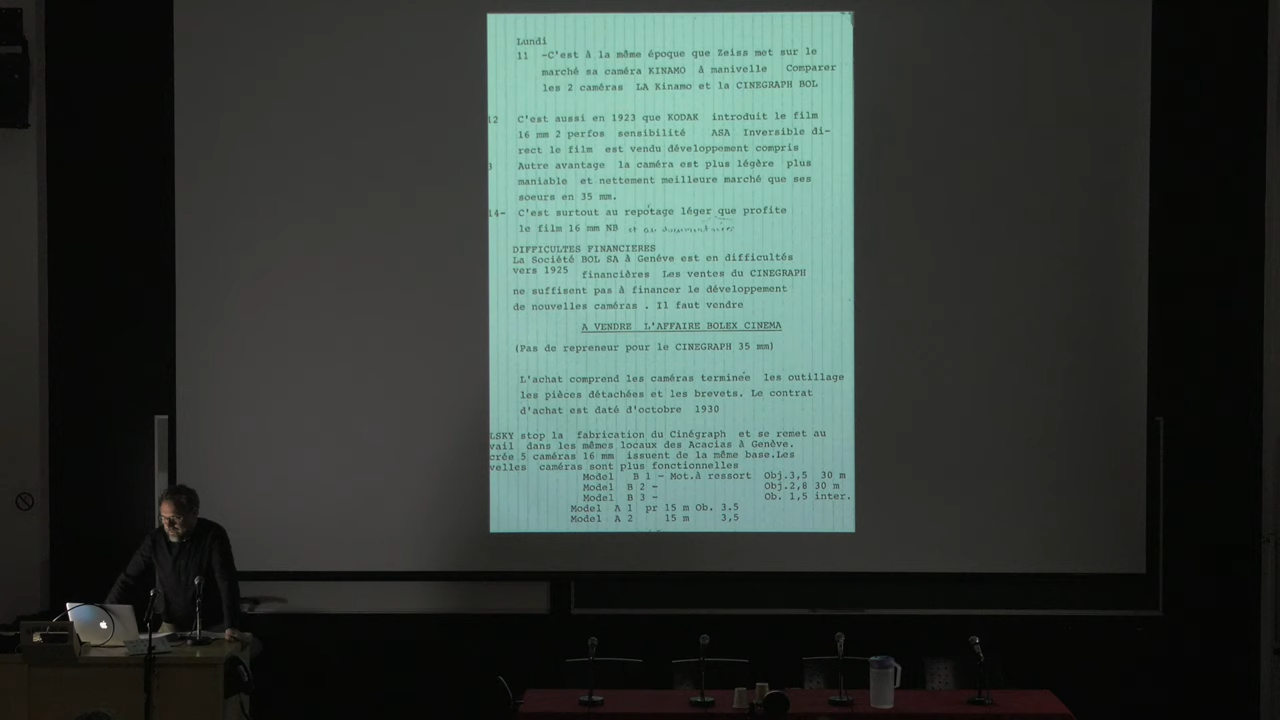 Lundi
11 -C'est à la même époque que Zeiss met sur le
marché sa caméra KINAMO à manivelle Comparer
les 2 caméras LA Kinamo et la CINEGRAPH BOL
12 C'est aussi en 1923 que KODAK introduit le film
16 mm 2 perfos sensibilité ASA Inversible di-
rect le film est vendu développement compris
3 Autre avantage la caméra est plus légère plus
maniable et nettement meilleure marché que ses
soeurs en 35 mm.
14- C'est surtout au repotage léger que profite
le film 16 mm NB et au
DIFFICULTES FINANCIERES
La Société BOL SA à Genéve est en difficultés
vers 1925 financières Les ventes du CINEGRAPH
ne suffisent pas à financer le développement
de nouvelles caméras . Il faut vendre
A VENDRE L'AFFAIRE BOLEX CINEMA
(Pas de repreneur pour le CINEGRAPH 35 mm)
L'achat comprend les caméras terminée les outillage
les pièces détachées et les brevets. Le contrat
d'achat est daté d'octobre 1930
LSKY stop la fabrication du Cinégraph et se remet au
vail dans les mêmes locaux des Acacias à Genève.
crée 5 caméras 16 mm issuent de la même base.Les
velles caméras sont plus fonctionnelles
Model B 1 - Mot.à ressort Obj.3,5 30 m
Model B 2 - Obj.2,8 30 m
Model B 3 - Ob. 1,5 inter.
Model A 1 pr 15 m Ob. 3.5
Model A 2 15 m 3,5